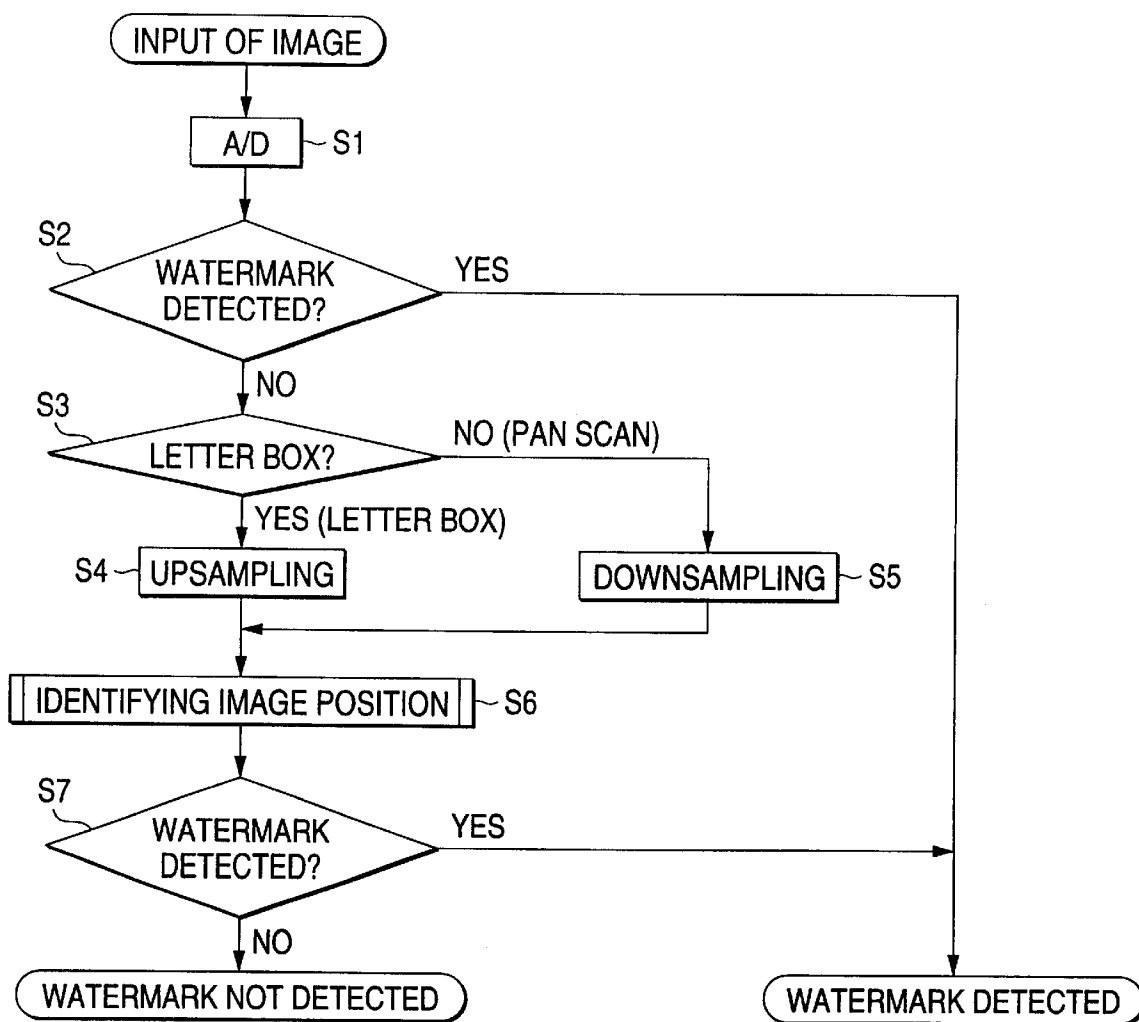 INPUT OF IMAGE
A/D
S1
S2
WATERMARK
DETECTED?
YES
NO
S3
LETTER BOX?
NO (PAN SCAN)
YES (LETTER BOX)
S4
UPSAMPLING
DOWNSAMPLING
S5
IDENTIFYING IMAGE POSITION
S6
S7
WATERMARK
DETECTED?
YES
NO
WATERMARK NOT DETECTED
WATERMARK DETECTED